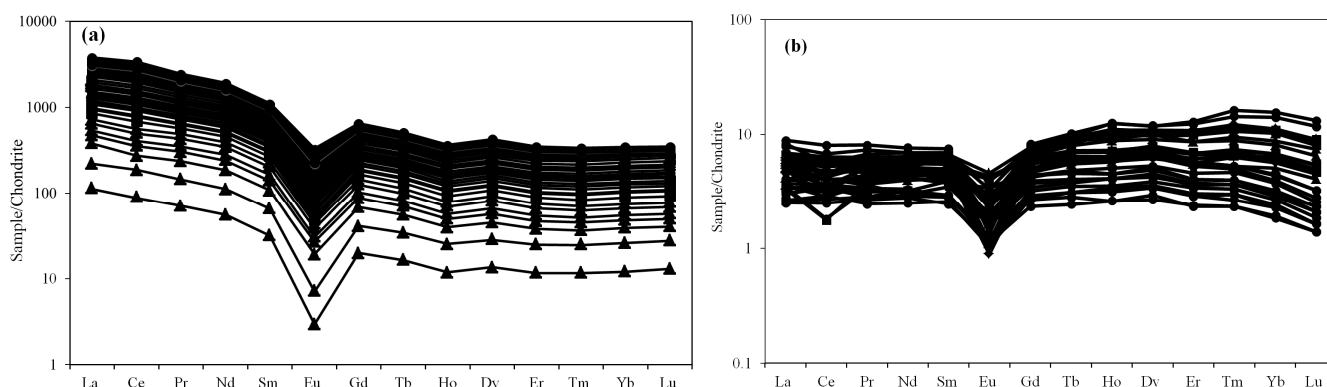 10000
(a)
1000
100
10
1
Sample/Chondrite
La Ce Pr Nd Sm Eu Gd Tb Ho Dy Er Tm Yb Lu
100
(b)
10
1
0.1
Sample/Chondrite
La Ce Pr Nd Sm Eu Gd Tb Ho Dy Er Tm Yb Lu